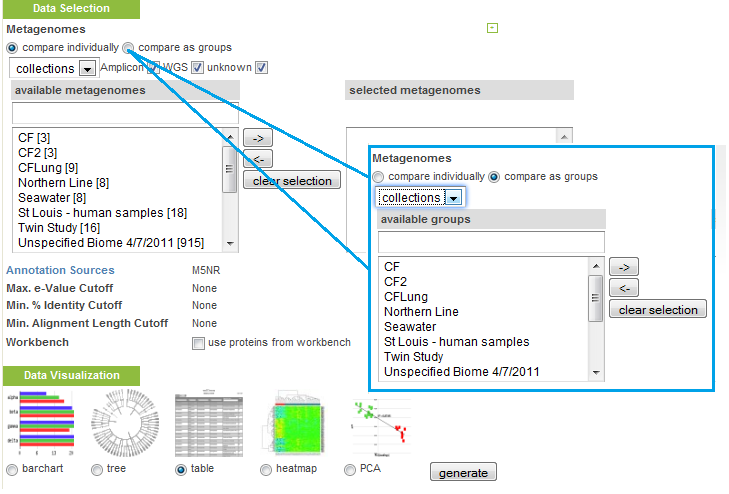 Data Selection
Metagenomes
compare individually compare as groups
collections Amplicon WGS unknown
available metagenomes
selected metagenomes
CF [3]
CF2 [3]
CFLung [9]
Northern Line [8]
Seawater [8]
St Louis - human samples [18]
Twin Study [16]
Unspecified Biome 4/7/2011 [915]
->
<-
clear selection
Metagenomes
compare individually compare as groups
collections
available groups
CF
CF2
CFLung
Northern Line
Seawater
St Louis - human samples
Twin Study
Unspecified Biome 4/7/2011
->
<-
clear selection
Annotation Sources M5NR
Max. e-Value Cutoff None
Min. % Identity Cutoff None
Min. Alignment Length Cutoff None
Workbench use proteins from workbench
Data Visualization
alpha
beta
gamma
delta
barchart tree table heatmap PCA generate